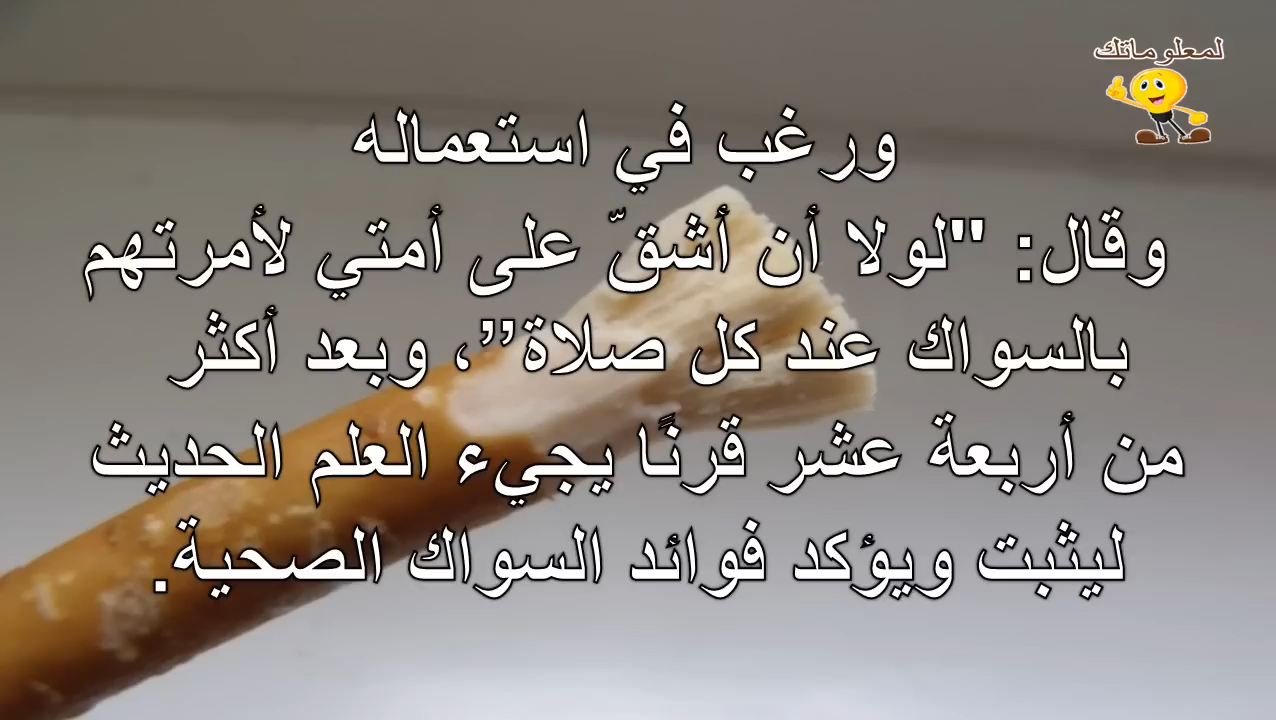 لمعلوماتك
ورغب في استعماله
وقال: "لولا أن أشقّ على أمتي لأمرتهم
بالسواك عند كل صلاة”، وبعد أكثر
من أربعة عشر قرنًا يجيء العلم الحديث
ليثبت ويؤكد فوائد السواك الصحية.